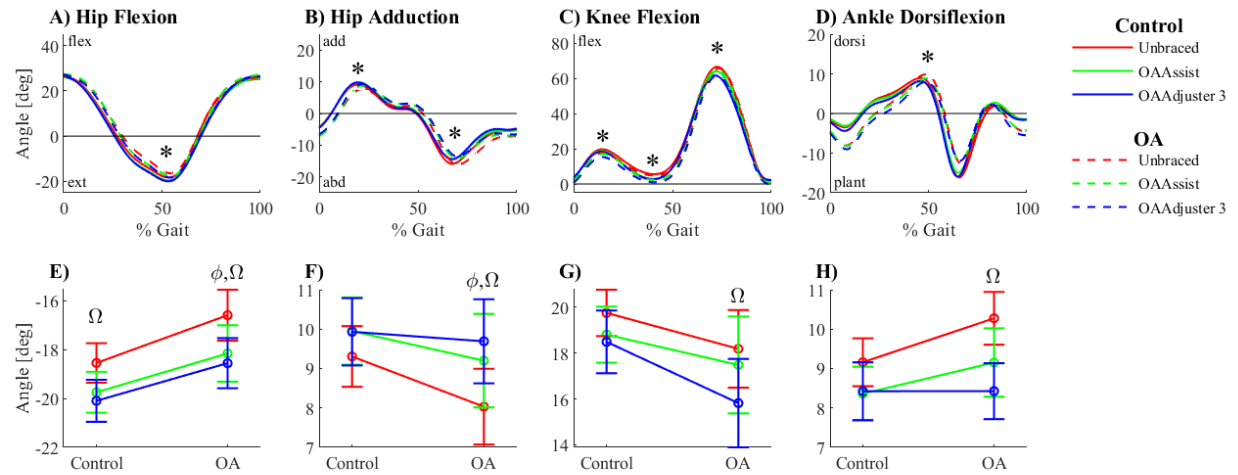 A) Hip Flexion
B) Hip Adduction
C) Knee Flexion
D) Ankle Dorsiflexion
Angle [deg]
flex
40
20
0
-20
ext
*
0
50
100
% Gait
add
20
10
0
-10
-20
abd
*
*
0
50
100
% Gait
flex
80
60
40
20
0
*
*
*
0
50
100
% Gait
dorsi
20
10
0
-10
-20
plant
*
0
50
100
% Gait
Control
Unbraced
OAAssist
OAAdjuster 3
OA
Unbraced
OAAssist
OAAdjuster 3
E)
Angle [deg]
-16
-18
-20
-22
Ω
ϕ,Ω
Control
OA
F)
11
10
9
8
7
ϕ,Ω
Control
OA
G)
20
18
16
14
Ω
Control
OA
H)
11
10
9
8
7
Ω
Control
OA